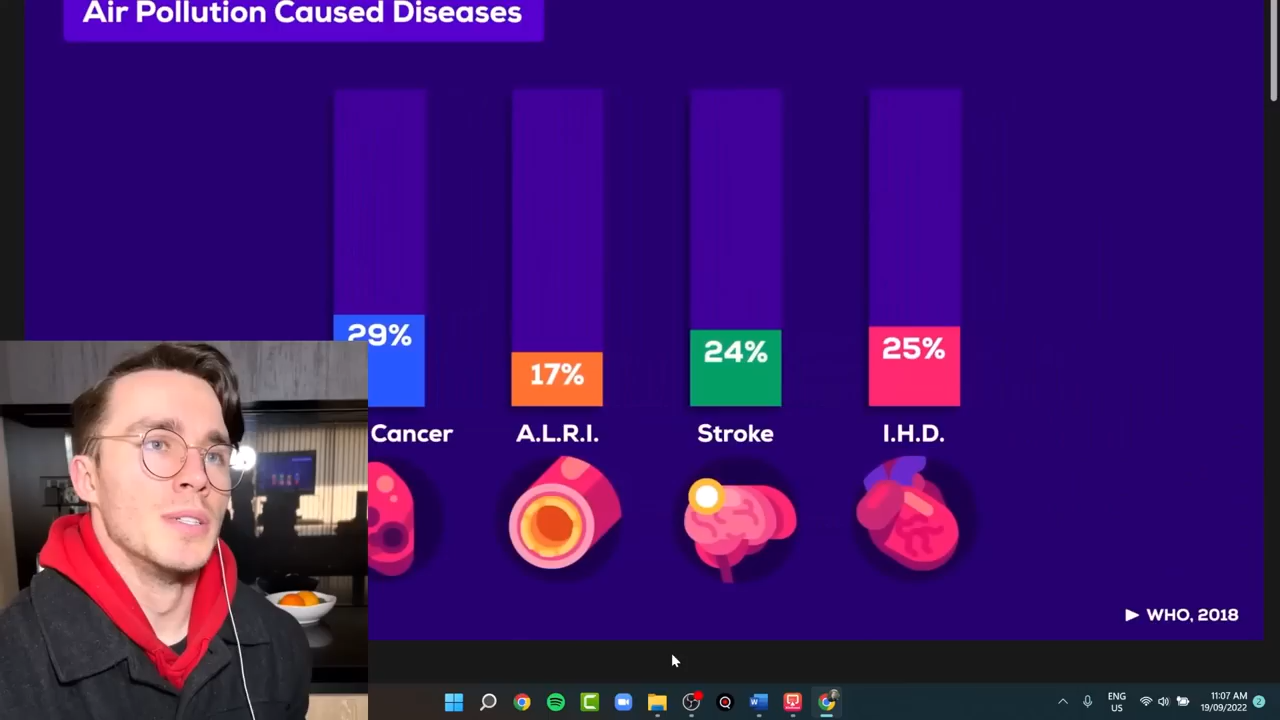 Air Pollution Caused Diseases
29%
17%
24%
25%
Cancer
A.L.R.I.
Stroke
I.H.D.
▶ WHO, 2018
ENG
US
11:07 AM
19/09/2022
2